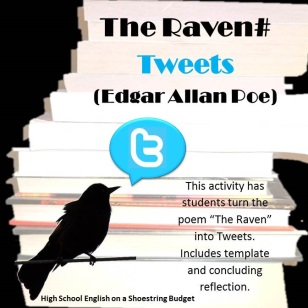 The Raven#
Tweets
(Edgar Allan Poe)
t
This activity has
students turn the
poem “The Raven”
into Tweets.
Includes template
and concluding
reflection.
High School English on a Shoestring Budget